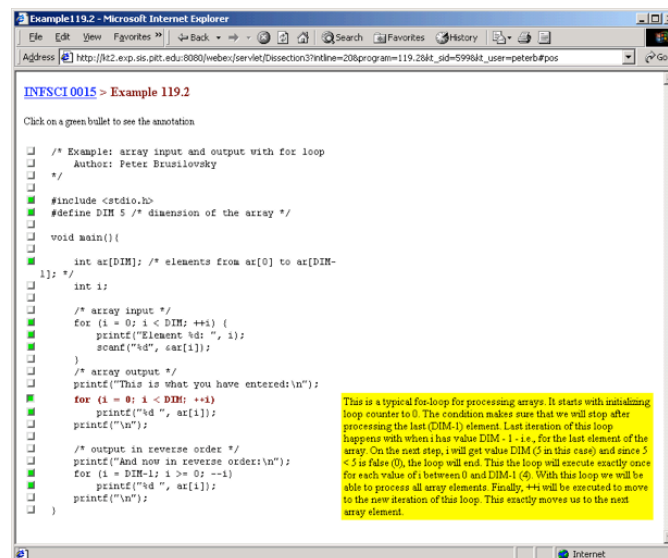 Example119.2 - Microsoft Internet Explorer
File Edit View Favorites » Back Search Favorites History
Address http://kt2.exp.sis.pitt.edu:8080/webex/servlet/Dissection3?intline=20&program=119.2&kt_sid=599&kt_user=peterb#pos Go
INFSCI 0015 > Example 119.2
Click on a green bullet to see the annotation
/* Example: array input and output with for loop
Author: Peter Brusilovsky
*/
#include <stdio.h>
#define DIM 5 /* dimension of the array */
void main(){
int ar[DIM]; /* elements from ar[0] to ar[DIM-
1]; */
int i;
/* array input */
for (i = 0; i < DIM; ++i) {
printf("Element %d: ", i);
scanf("%d", &ar[i]);
}
/* array output */
printf("This is what you have entered:\n");
for (i = 0; i < DIM; ++i)
printf("%d ", ar[i]);
printf("\n");
/* output in reverse order */
printf("And now in reverse order:\n");
for (i = DIM-1; i >= 0; --i)
printf("%d ", ar[i]);
printf("\n");
}
This is a typical for-loop for processing arrays. It starts with initializing
loop counter to 0. The condition makes sure that we will stop after
processing the last (DIM-1) element. Last iteration of this loop
happens with when i has value DIM - 1 - i.e., for the last element of the
array. On the next step, i will get value DIM (5 in this case) and since 5
< 5 is false (0), the loop will end. This the loop will execute exactly once
for each value of i between 0 and DIM-1 (4). With this loop we will be
able to process all array elements. Finally, ++i will be executed to move
to the new iteration of this loop. This exactly moves us to the next
array element.
Internet